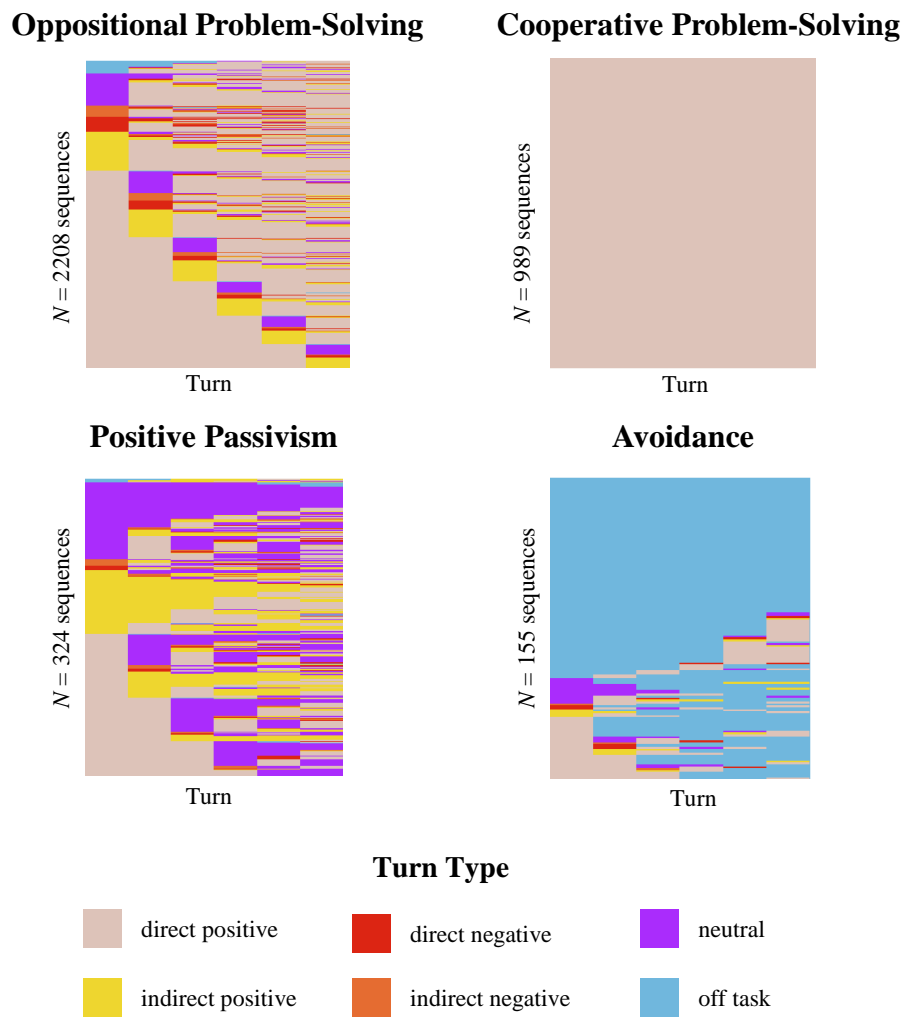 Oppositional Problem-Solving
Cooperative Problem-Solving
N = 2208 sequences
N = 989 sequences
Turn
Turn
Positive Passivism
Avoidance
N = 324 sequences
N = 155 sequences
Turn
Turn
Turn Type
direct positive
direct negative
neutral
indirect positive
indirect negative
off task